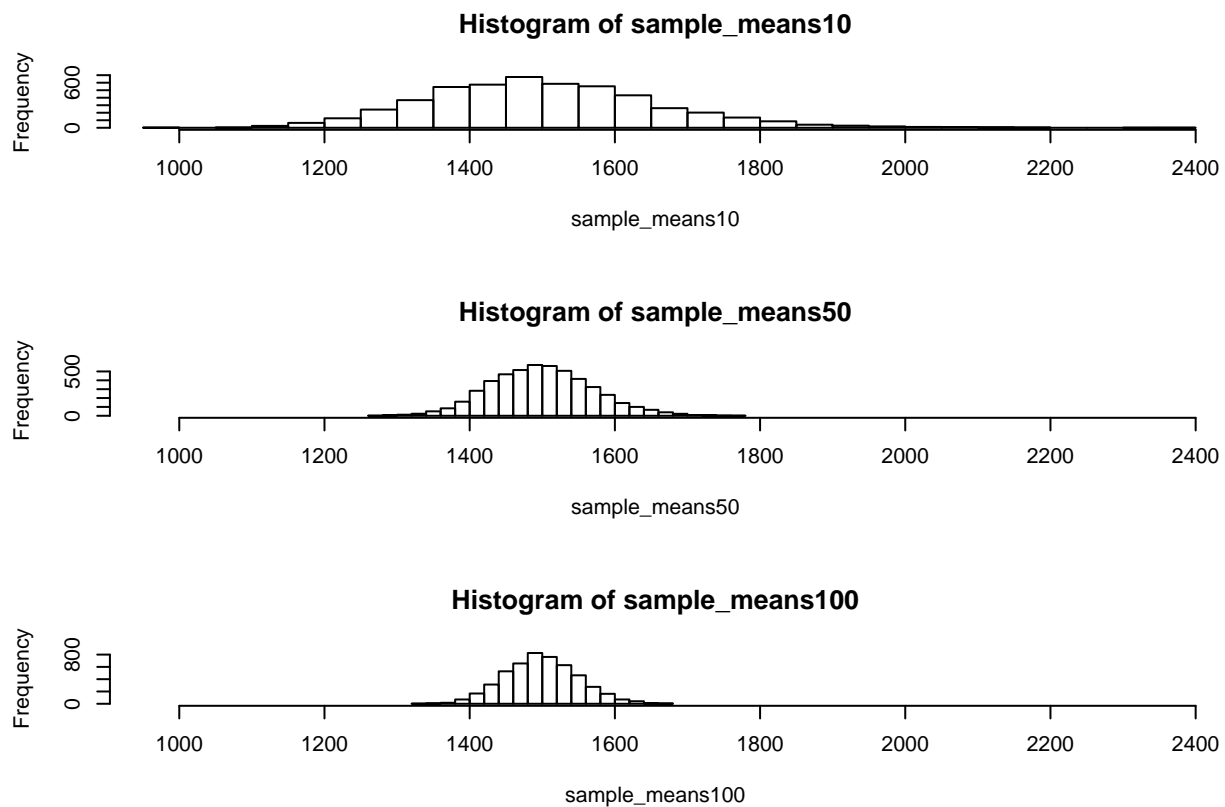 Histogram of sample_means10
Frequency
600
0
1000 1200 1400 1600 1800 2000 2200 2400
sample_means10
Histogram of sample_means50
Frequency
500
0
1000 1200 1400 1600 1800 2000 2200 2400
sample_means50
Histogram of sample_means100
Frequency
800
0
1000 1200 1400 1600 1800 2000 2200 2400
sample_means100